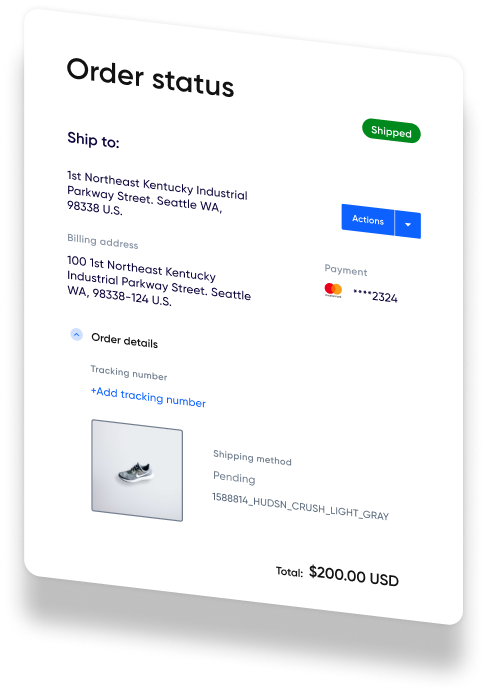 Order status
Shipped
Ship to:
1st Northeast Kentucky Industrial
Parkway Street. Seattle WA,
98338 U.S.
Actions
Billing address
100 1st Northeast Kentucky
Industrial Parkway Street. Seattle
WA, 98338-124 U.S.
Payment
****2324
Order details
Tracking number
+Add tracking number
Shipping method
Pending
1588814_HUDSN_CRUSH_LIGHT_GRAY
Total: $200.00 USD